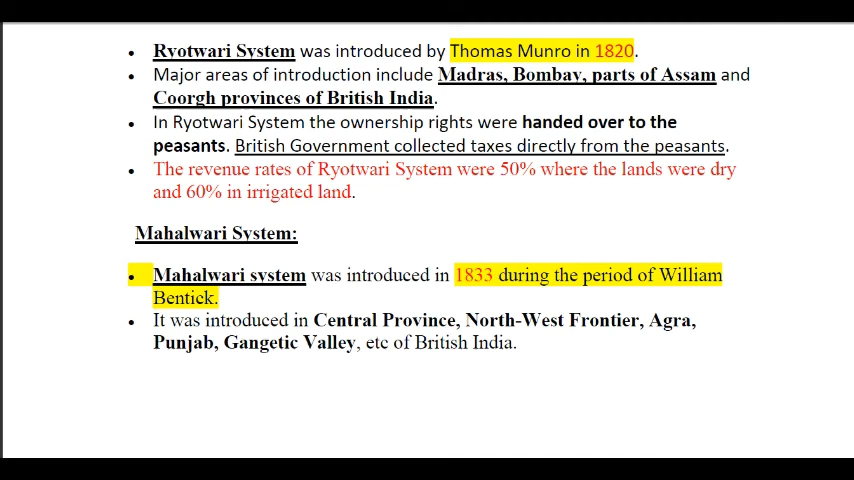 • Ryotwari System was introduced by Thomas Munro in 1820.
• Major areas of introduction include Madras, Bombay, parts of Assam and
Coorgh provinces of British India.
• In Ryotwari System the ownership rights were handed over to the
peasants. British Government collected taxes directly from the peasants.
• The revenue rates of Ryotwari System were 50% where the lands were dry
and 60% in irrigated land.
Mahalwari System:
• Mahalwari system was introduced in 1833 during the period of William
Bentick.
• It was introduced in Central Province, North-West Frontier, Agra,
Punjab, Gangetic Valley, etc of British India.